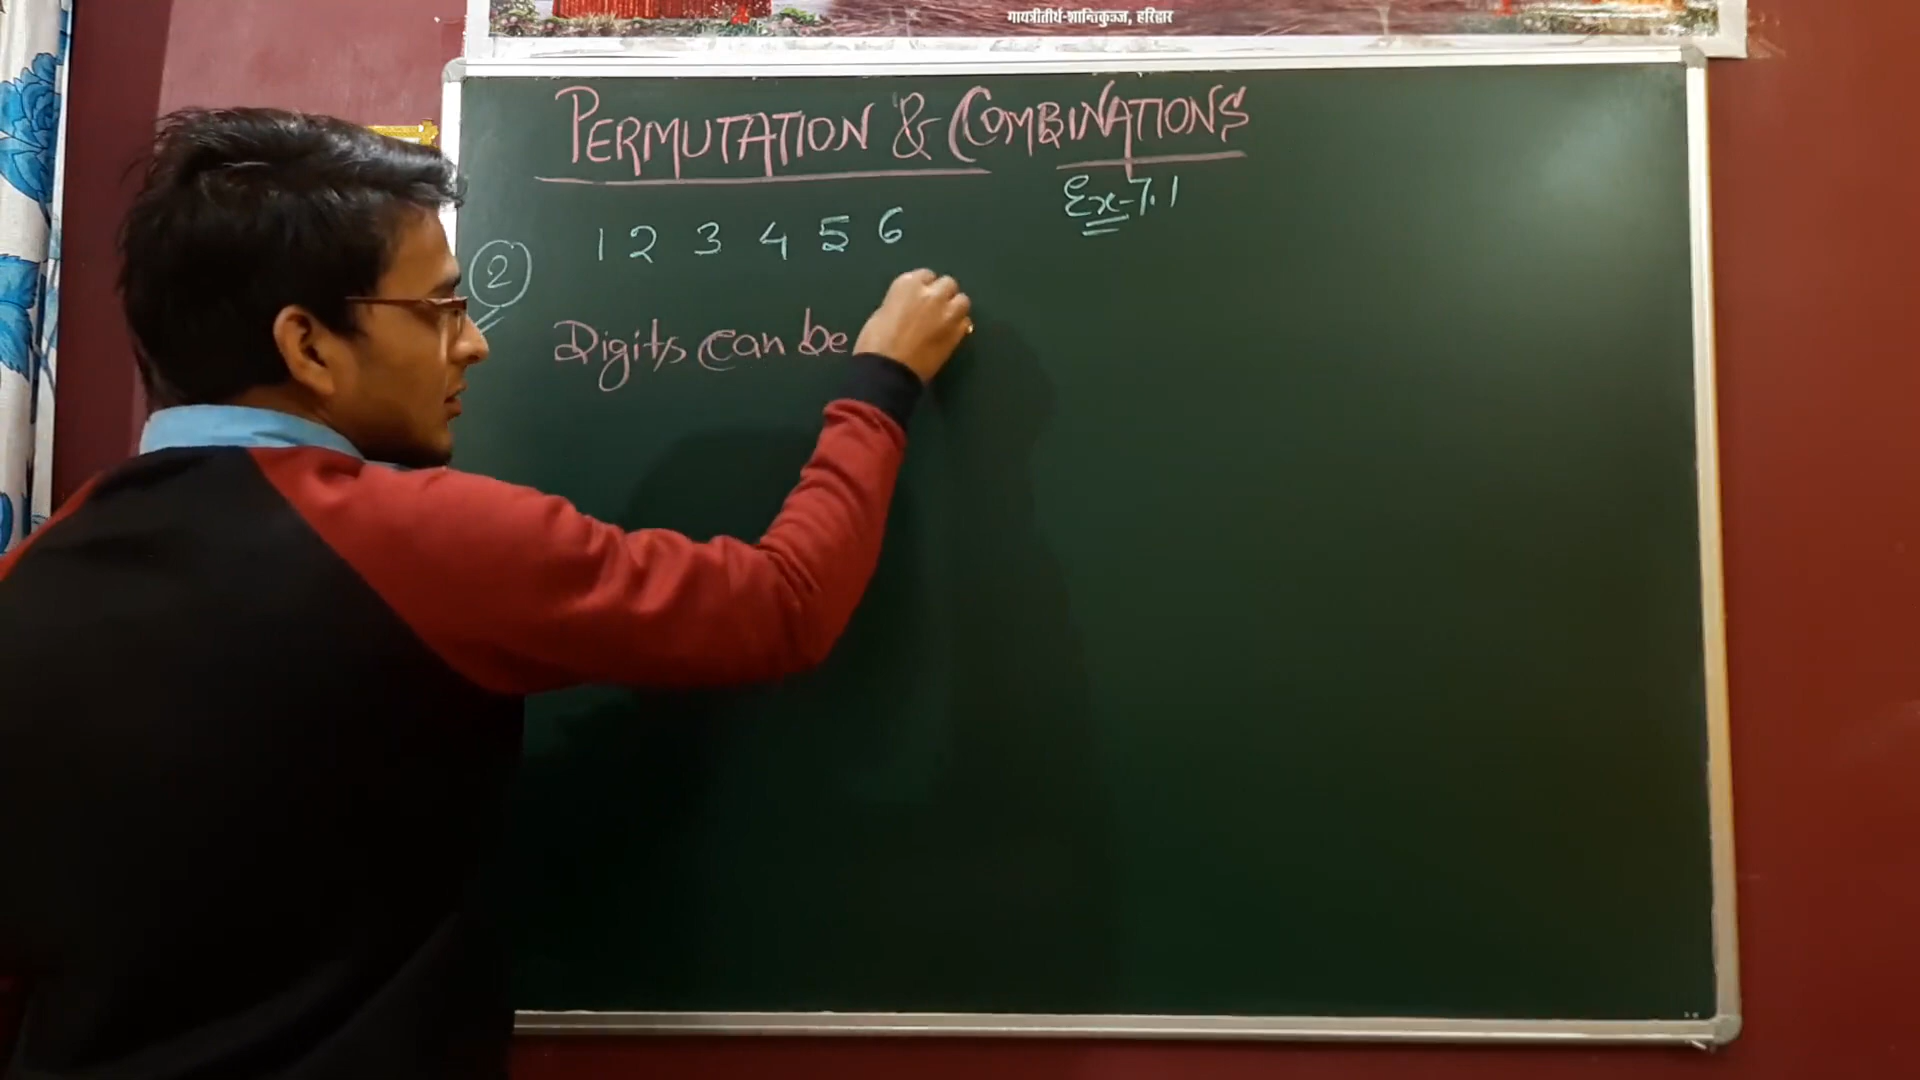 गायत्रीतीर्थ-शान्तिकुञ्ज, हरिद्वार
PERMUTATION & COMBINATIONS
Ex-7.1
1 2 3 4 5 6
2
Digits can be